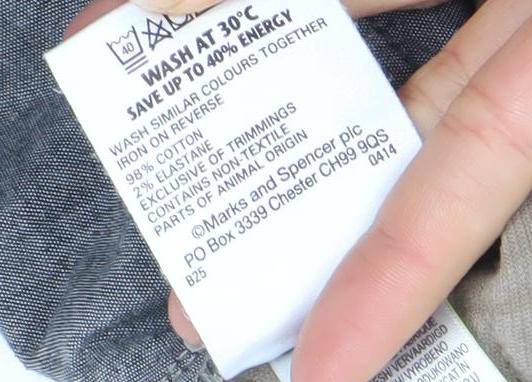 40
WASH AT 30°C
SAVE UP TO 40% ENERGY
WASH SIMILAR COLOURS TOGETHER
IRON ON REVERSE
98% COTTON
2% ELASTANE
EXCLUSIVE OF TRIMMINGS
CONTAINS NON-TEXTILE
PARTS OF ANIMAL ORIGIN
©Marks and Spencer plc
PO Box 3339 Chester CH99 9QS
0414
B25
VERVAARDIGD
VYROBENO